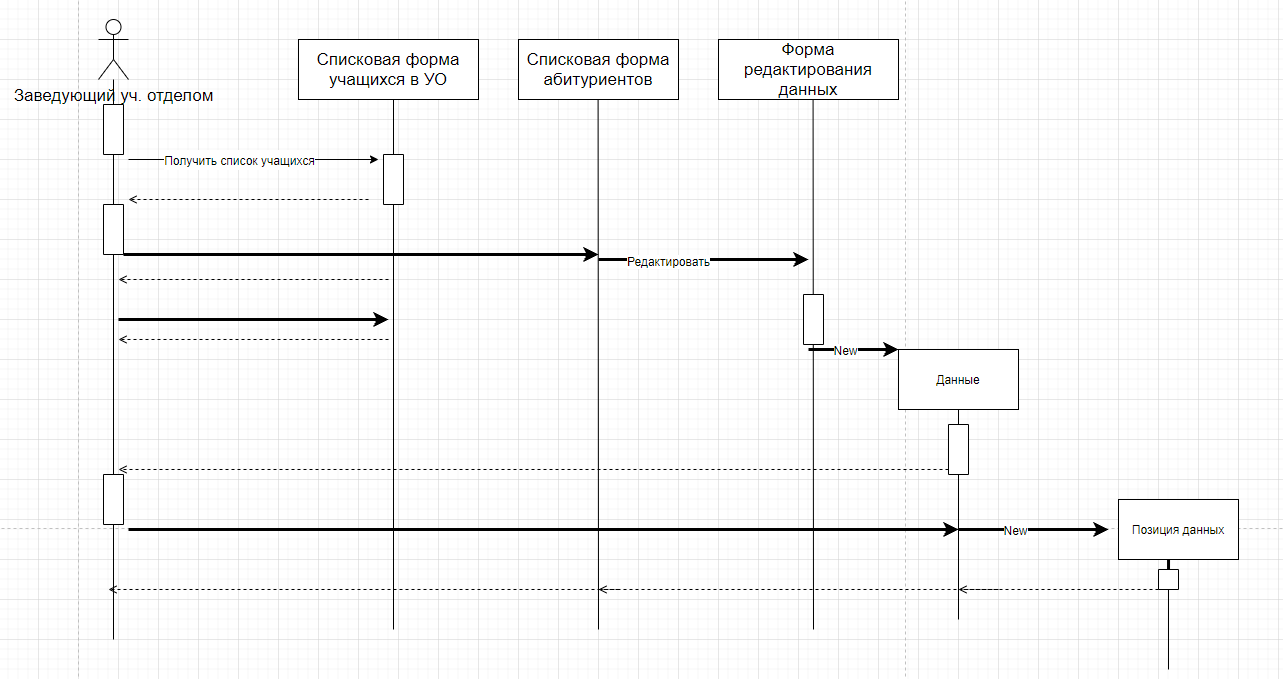 Заведующий уч. отделом
Списковая форма
учащихся в УО
Списковая форма
абитуриентов
Форма
редактирования
данных
Получить список учащихся
Редактировать
New
Данные
New
Позиция данных